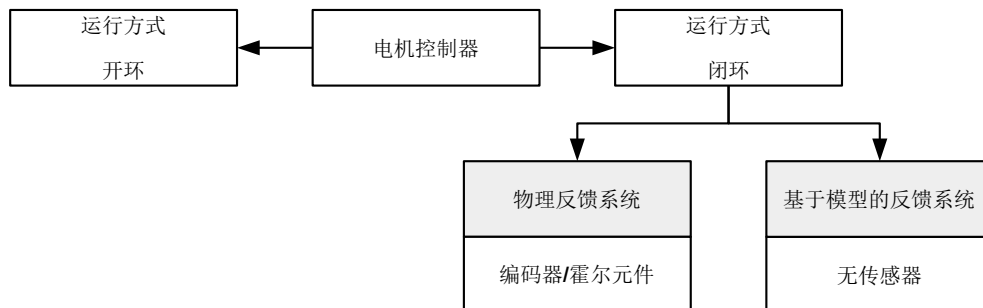 运行方式
开环
电机控制器
运行方式
闭环
物理反馈系统
编码器/霍尔元件
基于模型的反馈系统
无传感器